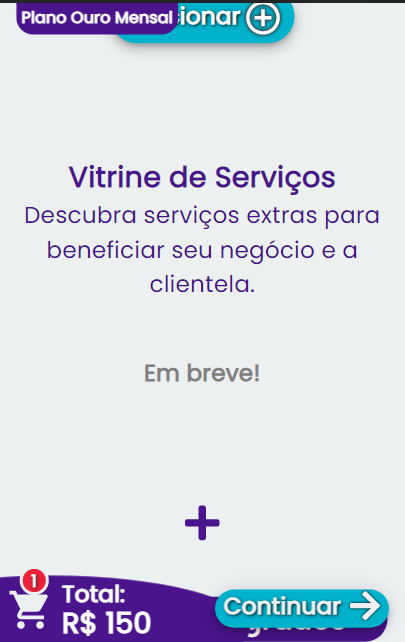 Plano Ouro Mensal
ionar
Vitrine de Serviços
Descubra serviços extras para
beneficiar seu negócio e a
clientela.
Em breve!
1
Total:
R$ 150
Continuar